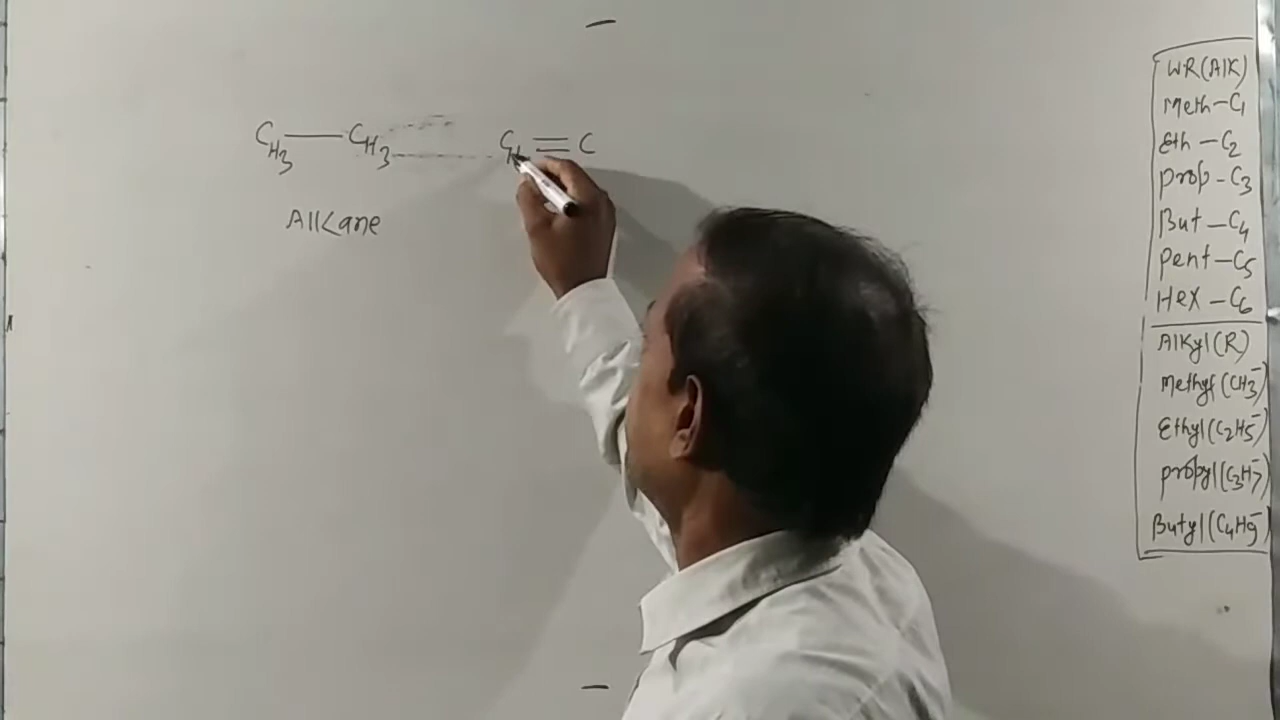 CH3—CH3
CH=C
Alkane
WR(Alk)
Meth-C1
Eth-C2
Prop-C3
But-C4
Pent-C5
Hex-C6
Alkyl(R)
Methyl(CH3-)
Ethyl(C2H5-)
Propyl(C3H7-)
Butyl(C4H9-)